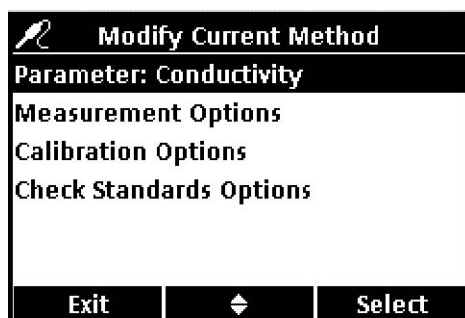 Modify Current Method
Parameter: Conductivity
Measurement Options
Calibration Options
Check Standards Options
Exit
Select